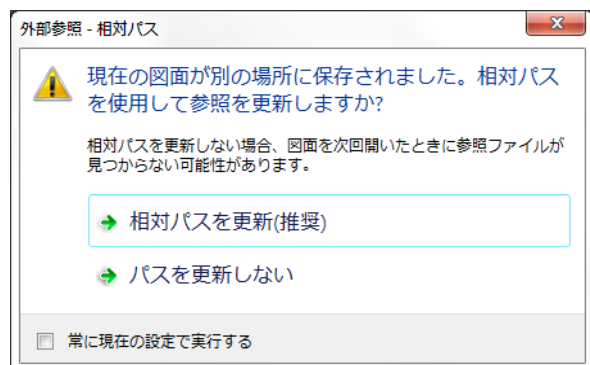 外部参照 - 相対パス
現在の図面が別の場所に保存されました。相対パス
を使用して参照を更新しますか?
相対パスを更新しない場合、図面を次回開いたときに参照ファイルが
見つからない可能性があります。
相対パスを更新(推奨)
パスを更新しない
常に現在の設定で実行する